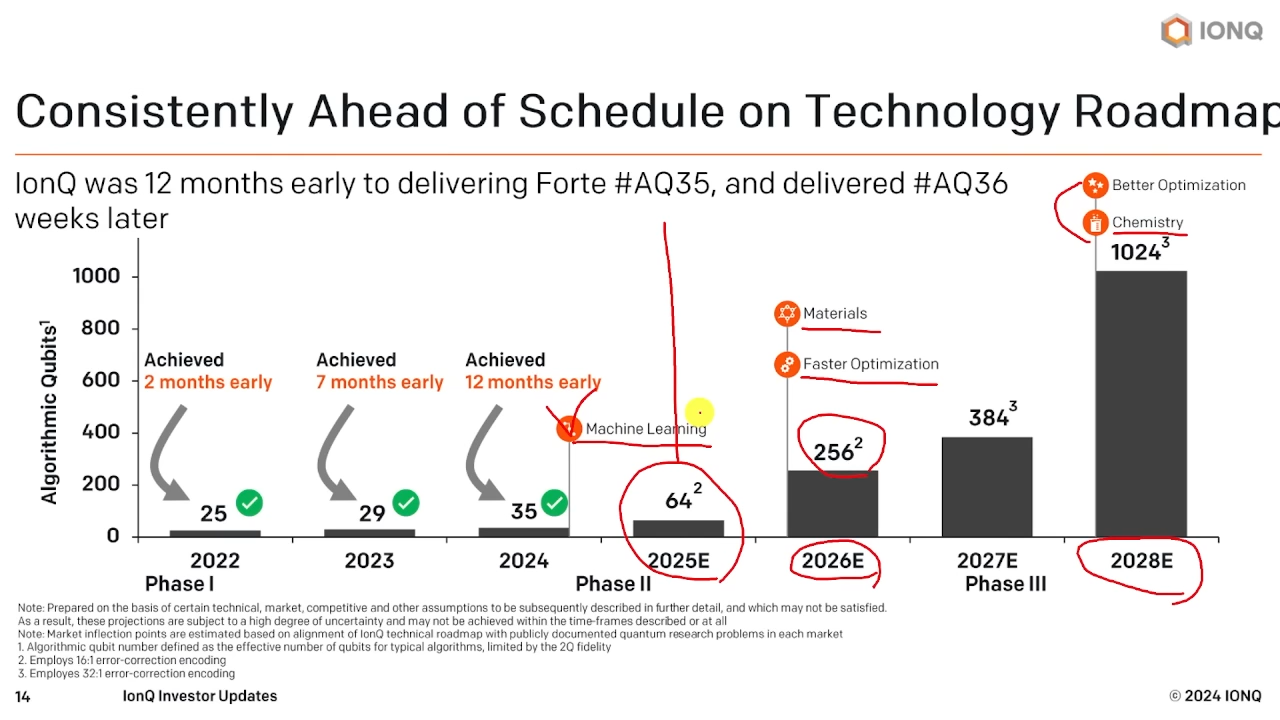 IONQ
Consistently Ahead of Schedule on Technology Roadmap
IonQ was 12 months early to delivering Forte #AQ35, and delivered #AQ36
weeks later
Better Optimization
Chemistry
1024³
1000
800
600
400
200
0
Algorithmic Qubits¹
Achieved
2 months early
Achieved
7 months early
Achieved
12 months early
Materials
Faster Optimization
Machine Learning
25
29
35
64²
256²
384³
2022
2023
2024
2025E
2026E
2027E
2028E
Phase I
Phase II
Phase III
Note: Prepared on the basis of certain technical, market, competitive and other assumptions to be subsequently described in further detail, and which may not be satisfied.
As a result, these projections are subject to a high degree of uncertainty and may not be achieved within the time-frames described or at all
Note: Market inflection points are estimated based on alignment of IonQ technical roadmap with publicly documented quantum research problems in each market
1. Algorithmic qubit number defined as the effective number of qubits for typical algorithms, limited by the 2Q fidelity
2. Employs 16:1 error-correction encoding
3. Employes 32:1 error-correction encoding
14
IonQ Investor Updates
© 2024 IONQ